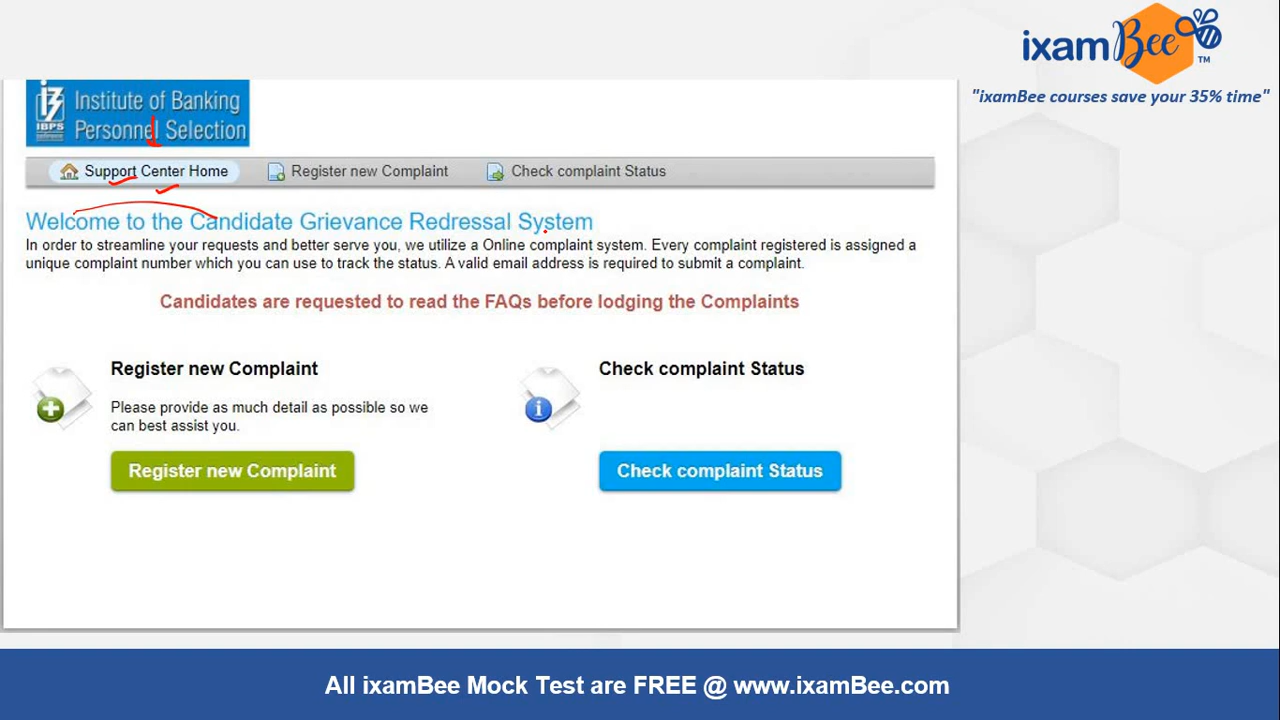 ixamBee TM
"ixamBee courses save your 35% time"
IBPS
Institute of Banking
Personnel Selection
Support Center Home Register new Complaint Check complaint Status
Welcome to the Candidate Grievance Redressal System
In order to streamline your requests and better serve you, we utilize a Online complaint system. Every complaint registered is assigned a
unique complaint number which you can use to track the status. A valid email address is required to submit a complaint.
Candidates are requested to read the FAQs before lodging the Complaints
Register new Complaint
Please provide as much detail as possible so we
can best assist you.
Register new Complaint
Check complaint Status
Check complaint Status
All ixamBee Mock Test are FREE @ www.ixamBee.com